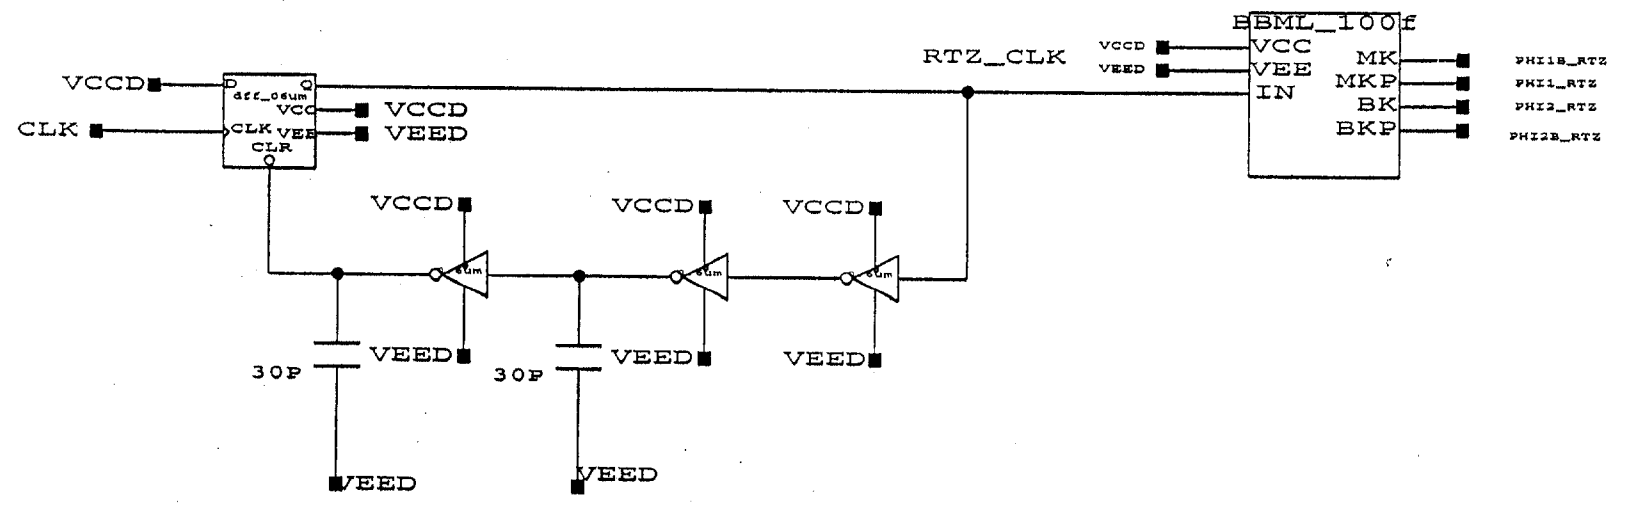 BBML_100f
RTZ_CLK
VCCD
VCC
VEED
VEE
IN
MK
MKP
BK
BKP
PHI1B_RTZ
PHI1_RTZ
PHI2_RTZ
PHI2B_RTZ
VCCD
D
Q
dff_06um
VCC
VCCD
CLK
CLK
VEE
VEED
CLR
VCCD
VCCD
VCCD
VEED
VEED
VEED
30P
30P
VEED
VEED